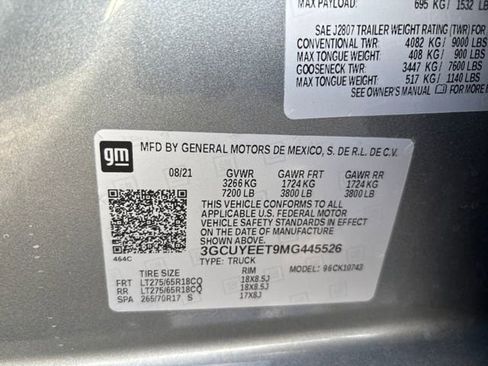 MAX PAYLOAD: 695 KG / 1532 LB
SAE J2807 TRAILER WEIGHT RATING (TWR) FOR
CONVENTIONAL TWR: 4082 KG / 9000 LBS
MAX TONGUE WEIGHT: 408 KG / 900 LBS
GOOSENECK TWR: 3447 KG / 7600 LBS
MAX TONGUE WEIGHT: 517 KG / 1140 LBS
SEE OWNER'S MANUAL FOR MORE
gm
MFD BY GENERAL MOTORS DE MEXICO, S. DE R.L. DE C.V.
08/21 GVWR GAWR FRT GAWR RR
3266 KG 1724 KG 1724 KG
7200 LB 3800 LB 3800 LB
THIS VEHICLE CONFORMS TO ALL
APPLICABLE U.S. FEDERAL MOTOR
VEHICLE SAFETY STANDARDS IN EFFECT
ON THE DATE OF MANUFACTURE
SHOWN ABOVE.
3GCUYEET9MG445526
464C
TYPE: TRUCK
TIRE SIZE RIM MODEL: 96CK10743
FRT LT275/65R18CQ 18X8.5J
RR LT275/65R18CQ 18X8.5J
SPA 265/70R17 S 17X8J